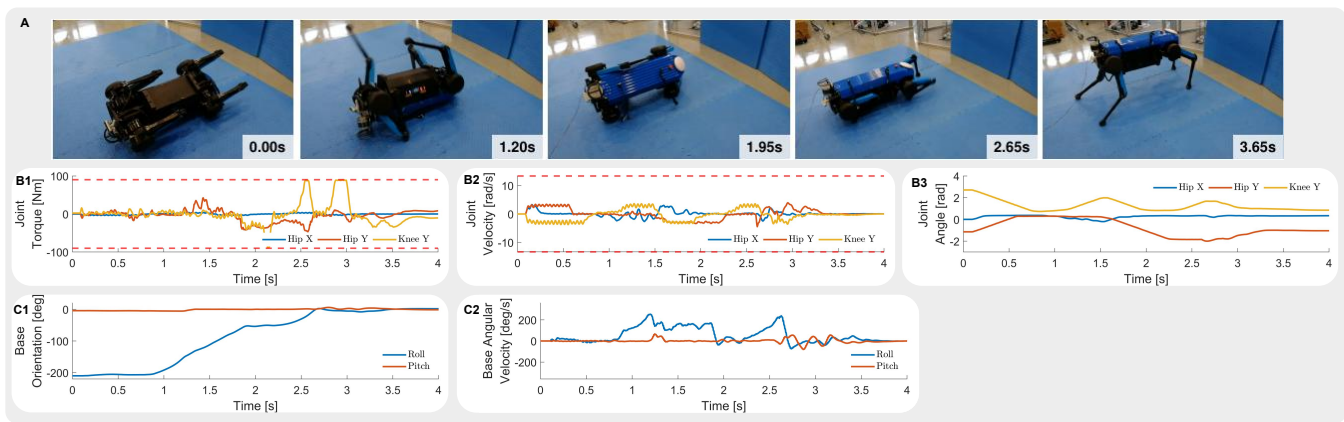 A
0.00s
1.20s
1.95s
2.65s
3.65s
B1
Joint
Torque [Nm]
100
0
-100
Hip X Hip Y Knee Y
0 0.5 1 1.5 2 2.5 3 3.5 4
Time [s]
B2
Joint
Velocity [rad/s]
10
0
-10
Hip X Hip Y Knee Y
0 0.5 1 1.5 2 2.5 3 3.5 4
Time [s]
B3
Joint
Angle [rad]
4
2
0
-2
Hip X Hip Y Knee Y
0 0.5 1 1.5 2 2.5 3 3.5 4
Time [s]
C1
Base
Orientation [deg]
0
-100
-200
Roll
Pitch
0 0.5 1 1.5 2 2.5 3 3.5 4
Time [s]
C2
Base Angular
Velocity [deg/s]
200
0
-200
Roll
Pitch
0 0.5 1 1.5 2 2.5 3 3.5 4
Time [s]